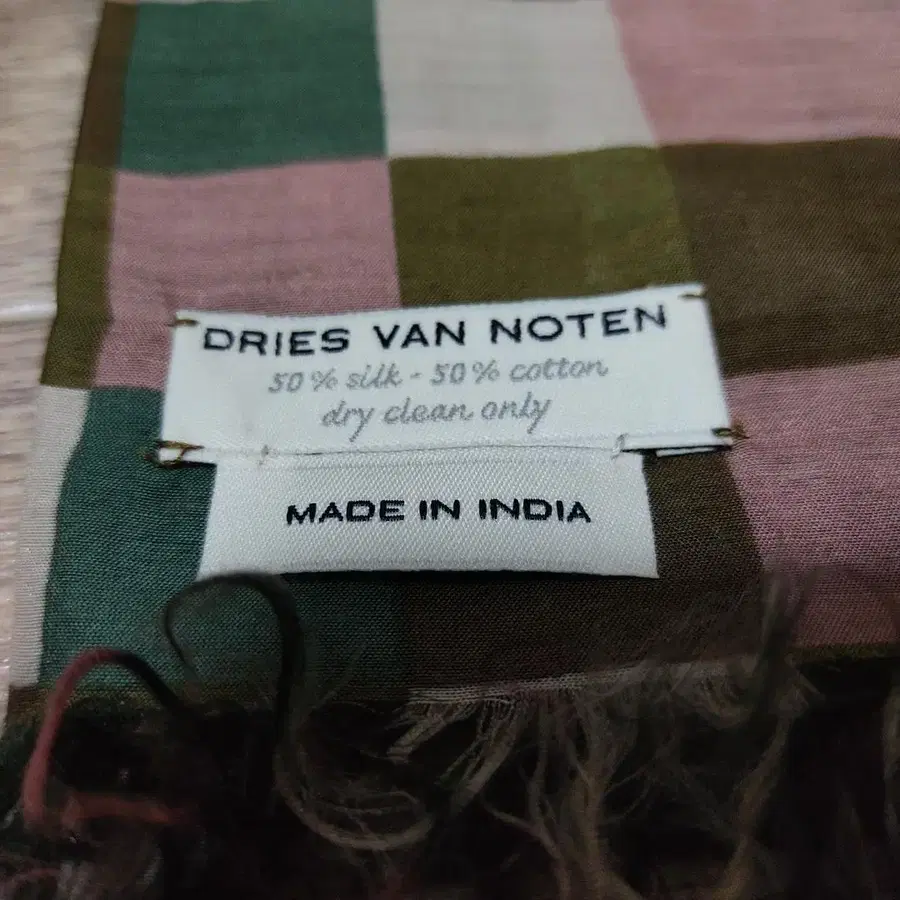 DRIES VAN NOTEN
50% silk - 50% cotton
dry clean only
MADE IN INDIA